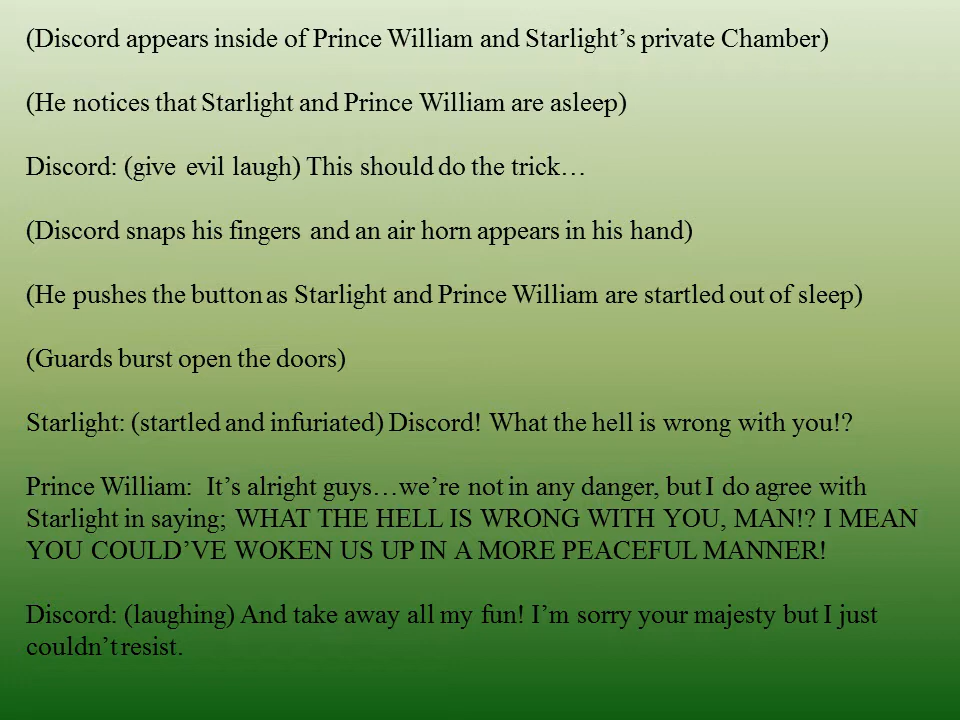 (Discord appears inside of Prince William and Starlight’s private Chamber)
(He notices that Starlight and Prince William are asleep)
Discord: (give evil laugh) This should do the trick…
(Discord snaps his fingers and an air horn appears in his hand)
(He pushes the button as Starlight and Prince William are startled out of sleep)
(Guards burst open the doors)
Starlight: (startled and infuriated) Discord! What the hell is wrong with you!?
Prince William: It’s alright guys…we’re not in any danger, but I do agree with
Starlight in saying; WHAT THE HELL IS WRONG WITH YOU, MAN!? I MEAN
YOU COULD’VE WOKEN US UP IN A MORE PEACEFUL MANNER!
Discord: (laughing) And take away all my fun! I’m sorry your majesty but I just
couldn’t resist.